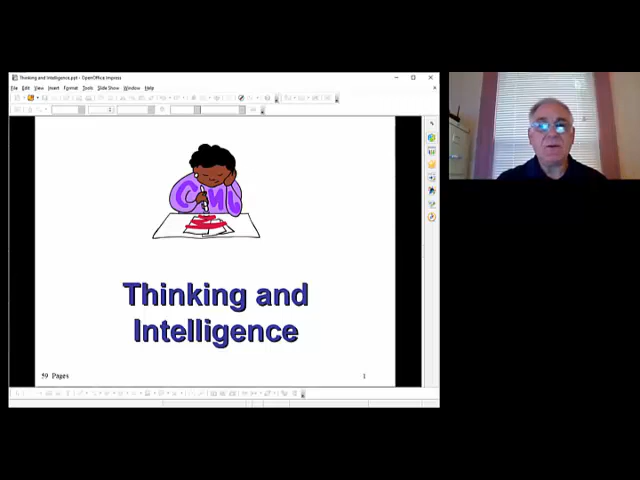 Thinking and Intelligence.ppt - OpenOffice Impress
File Edit View Insert Format Tools Slide Show Window Help
Thinking and
Intelligence
59 Pages
1